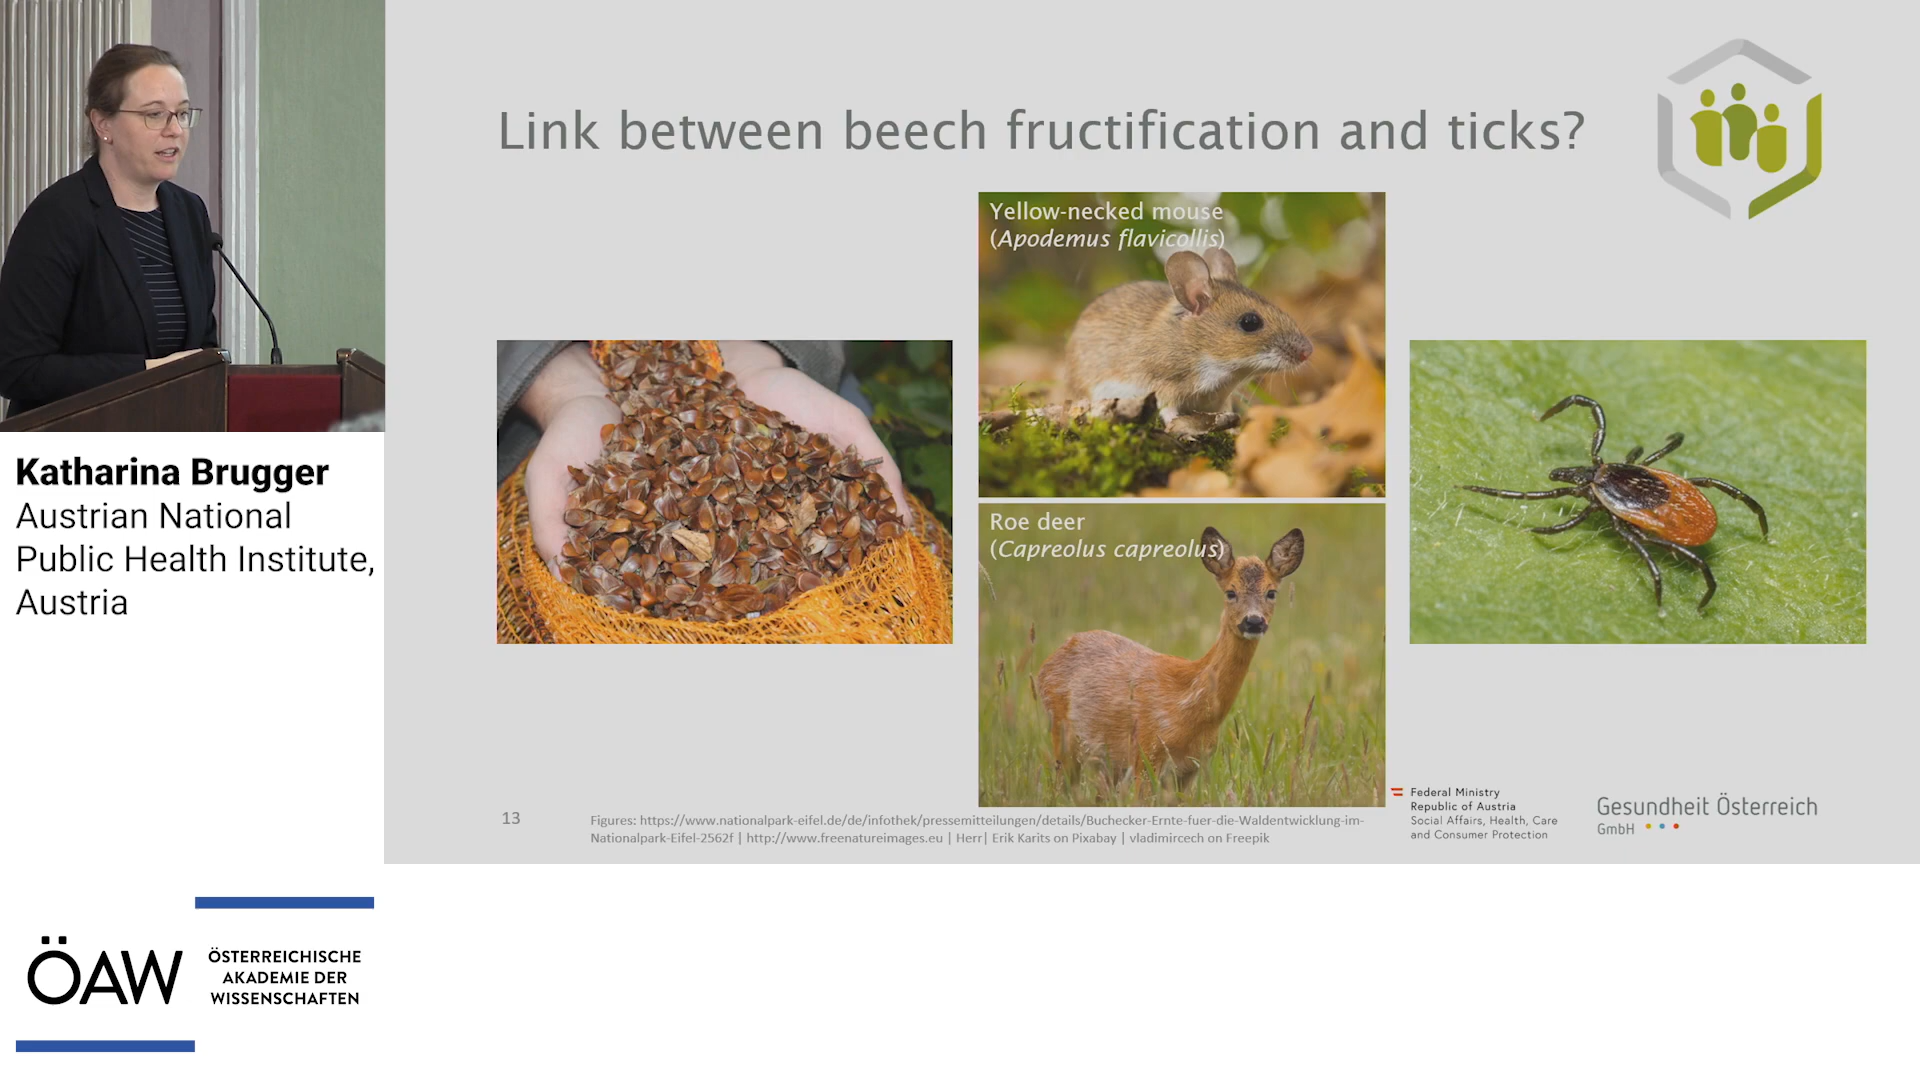 Katharina Brugger
Austrian National
Public Health Institute,
Austria
ÖAW
ÖSTERREICHISCHE
AKADEMIE DER
WISSENSCHAFTEN
Link between beech fructification and ticks?
Yellow-necked mouse
(Apodemus flavicollis)
Roe deer
(Capreolus capreolus)
13
Figures: https://www.nationalpark-eifel.de/de/infothek/pressemitteilungen/details/Buchecker-Ernte-fuer-die-Waldentwicklung-im-
Nationalpark-Eifel-2562f | http://www.freenatureimages.eu | Herr| Erik Karits on Pixabay | vladimircech on Freepik
Federal Ministry
Republic of Austria
Social Affairs, Health, Care
and Consumer Protection
Gesundheit Österreich
GmbH